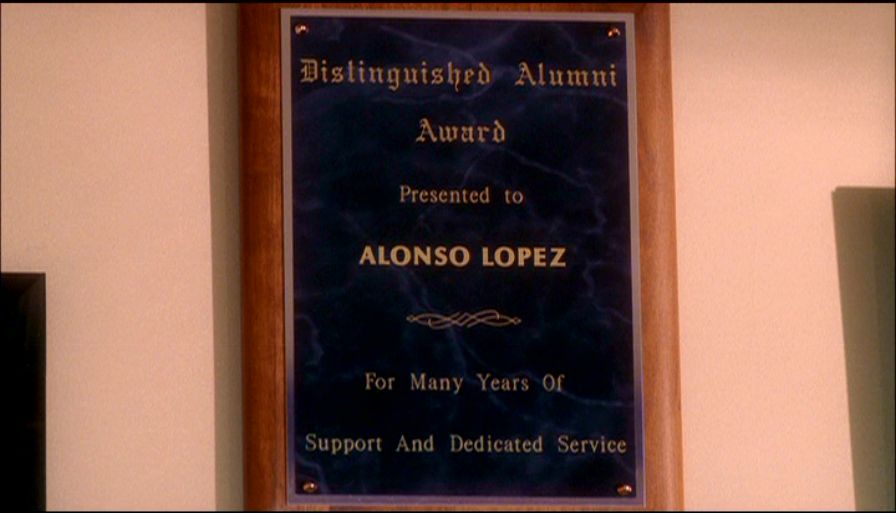 Distinguished Alumni
Award
Presented to
ALONSO LOPEZ
For Many Years Of
Support And Dedicated Service